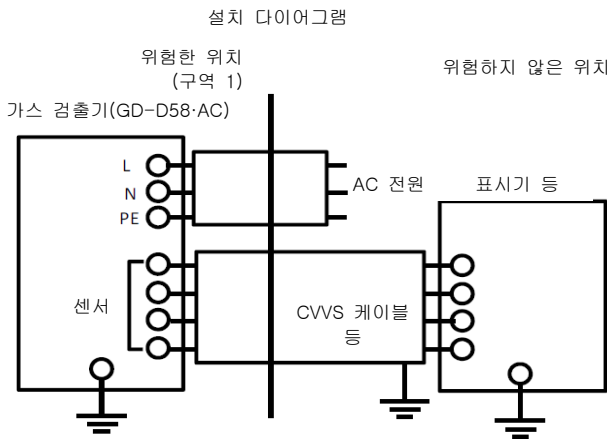 설치 다이어그램
위험한 위치
(구역 1)
위험하지 않은 위치
가스 검출기(GD-D58·AC)
L
N
PE
AC 전원
표시기 등
센서
CVVS 케이블
등